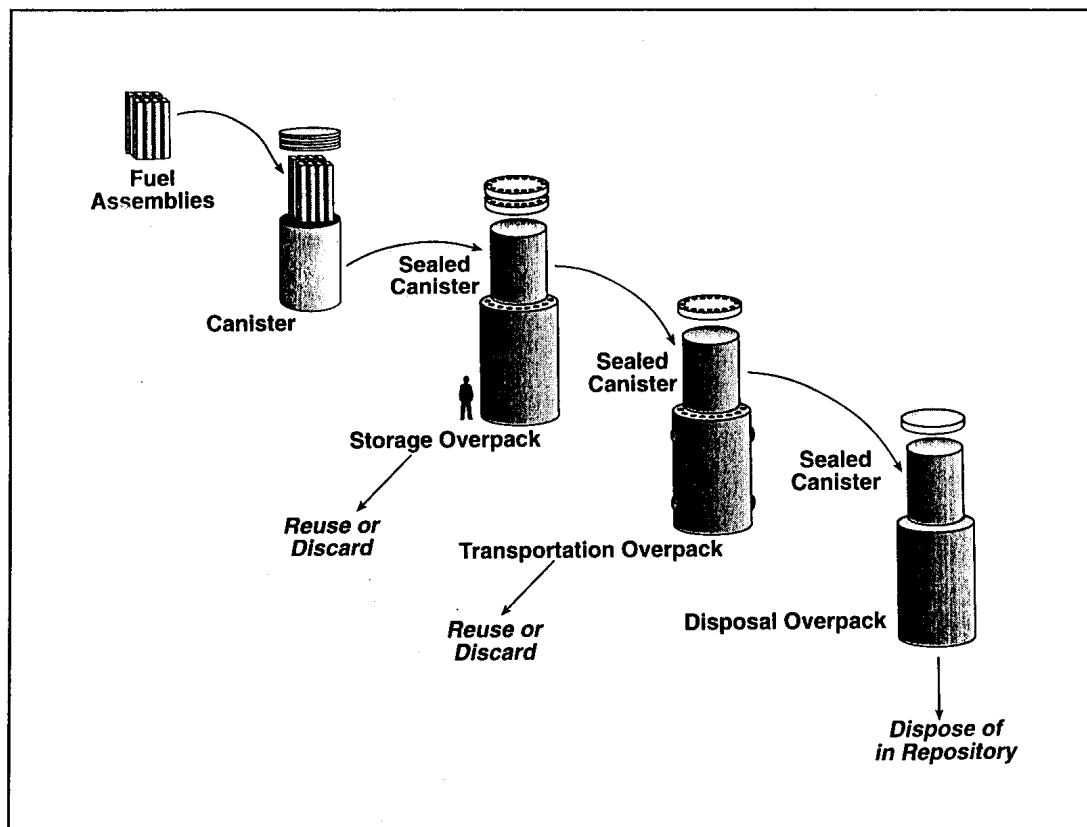 Fuel
Assemblies
Canister
Sealed
Canister
Storage Overpack
Reuse or
Discard
Sealed
Canister
Transportation Overpack
Reuse or
Discard
Sealed
Canister
Disposal Overpack
Dispose of
in Repository